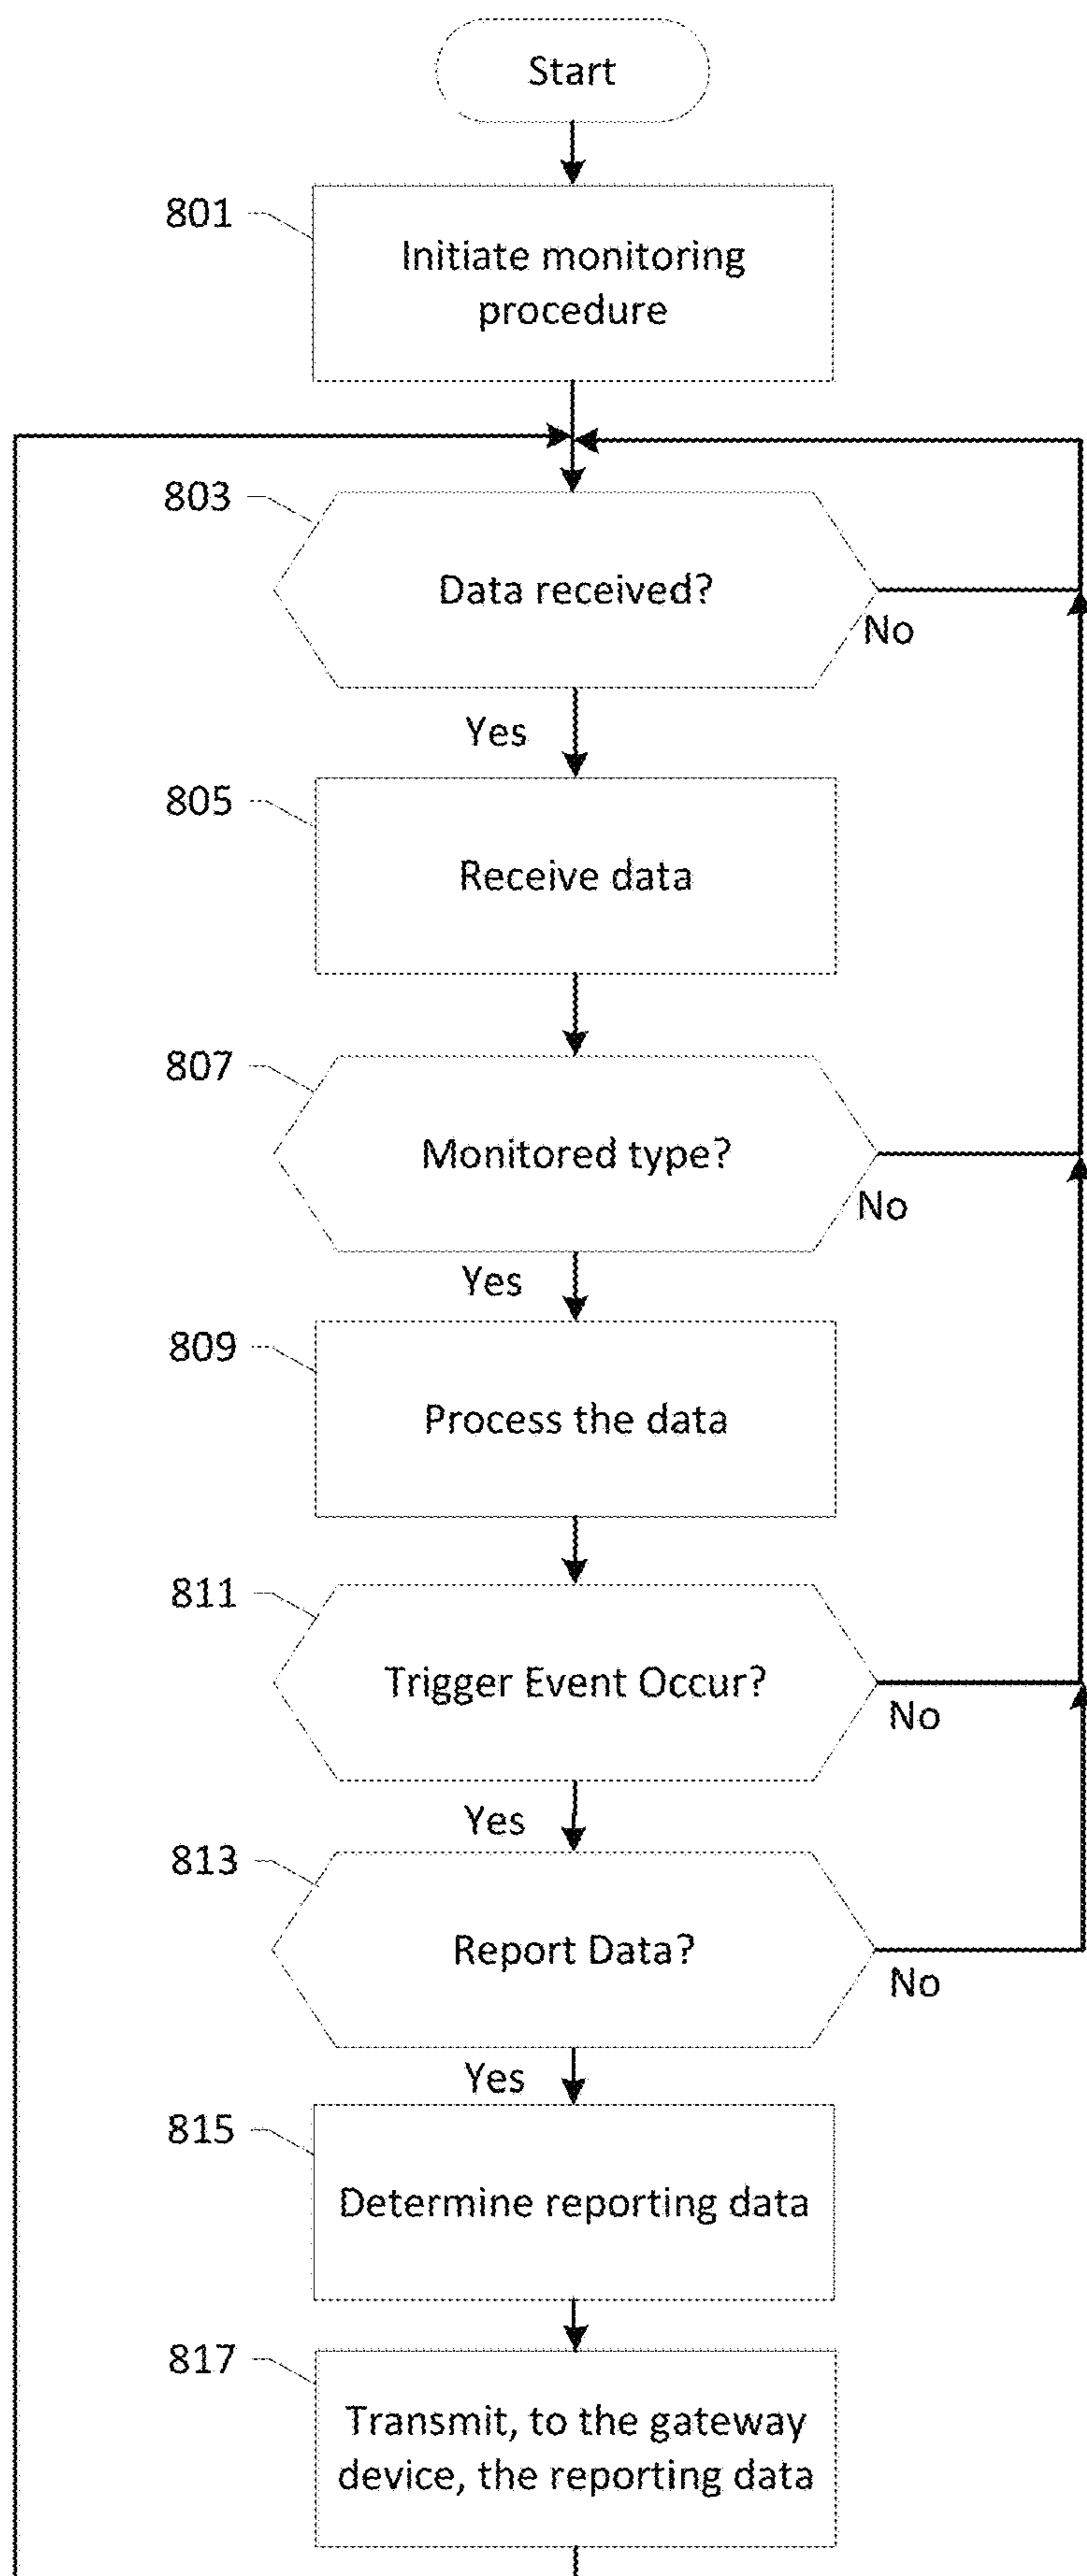 Start
801
Initiate monitoring
procedure
803
Data received?
No
Yes
805
Receive data
807
Monitored type?
No
Yes
809
Process the data
811
Trigger Event Occur?
No
Yes
813
Report Data?
No
Yes
815
Determine reporting data
817
Transmit, to the gateway
device, the reporting data